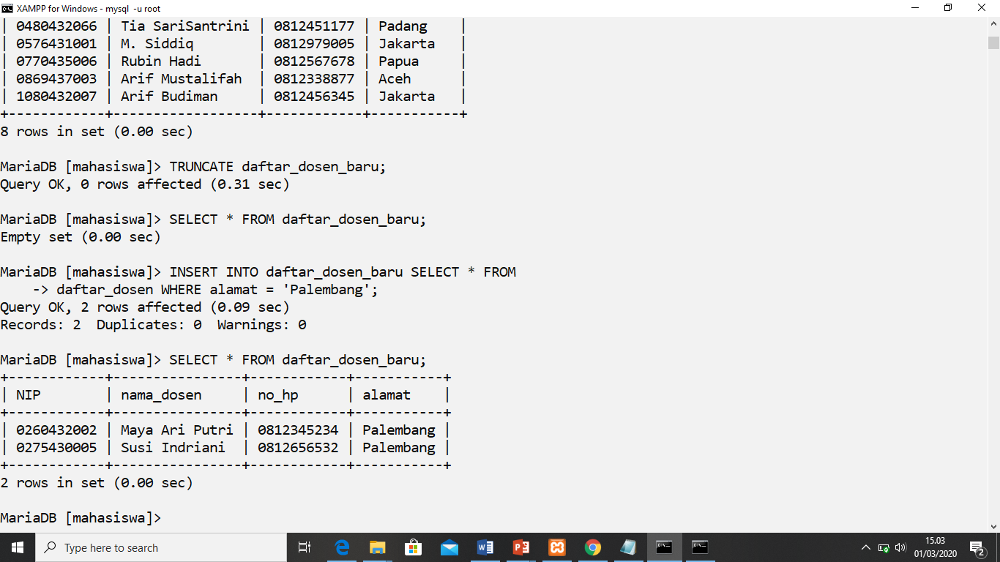 XAMPP for Windows - mysql -u root
| 0480432066 | Tia SariSantrini | 0812451177 | Padang    |
| 0576431001 | M. Siddiq        | 0812979005 | Jakarta   |
| 0770435006 | Rubin Hadi       | 0812567678 | Papua     |
| 0869437003 | Arif Mustalifah  | 0812338877 | Aceh      |
| 1080432007 | Arif Budiman     | 0812456345 | Jakarta   |
+------------+------------------+------------+-----------+
8 rows in set (0.00 sec)
MariaDB [mahasiswa]> TRUNCATE daftar_dosen_baru;
Query OK, 0 rows affected (0.31 sec)
MariaDB [mahasiswa]> SELECT * FROM daftar_dosen_baru;
Empty set (0.00 sec)
MariaDB [mahasiswa]> INSERT INTO daftar_dosen_baru SELECT * FROM
    -> daftar_dosen WHERE alamat = 'Palembang';
Query OK, 2 rows affected (0.09 sec)
Records: 2  Duplicates: 0  Warnings: 0
MariaDB [mahasiswa]> SELECT * FROM daftar_dosen_baru;
+------------+----------------+------------+-----------+
| NIP        | nama_dosen     | no_hp      | alamat    |
+------------+----------------+------------+-----------+
| 0260432002 | Maya Ari Putri | 0812345234 | Palembang |
| 0275430005 | Susi Indriani  | 0812656532 | Palembang |
+------------+----------------+------------+-----------+
2 rows in set (0.00 sec)
MariaDB [mahasiswa]>
Type here to search
15.03
01/03/2020
2